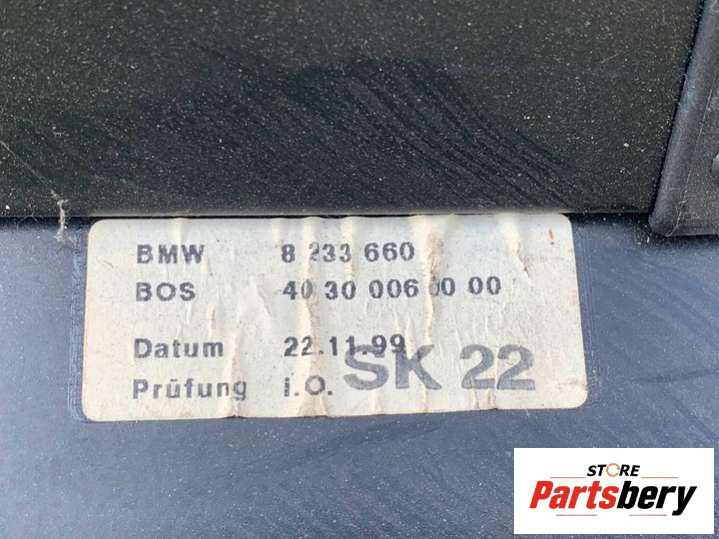 BMW 8 233 660
BOS 40 30 006 00 00
Datum 22.11.99
Prüfung i.O. SK 22
STORE
Partsbery